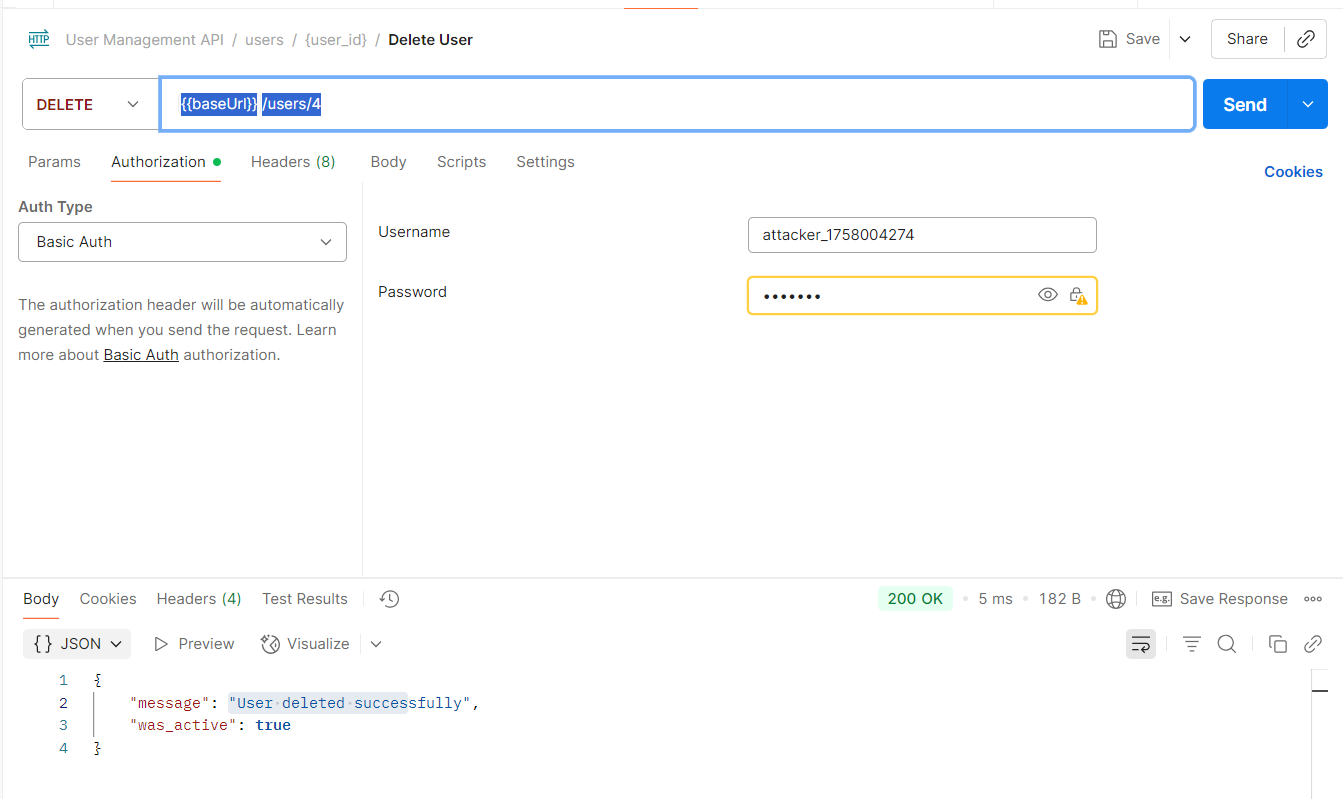 HTTP User Management API / users / {user_id} / Delete User Save Share
DELETE {{baseUrl}} /users/4 Send
Params Authorization Headers (8) Body Scripts Settings Cookies
Auth Type
Basic Auth
The authorization header will be automatically
generated when you send the request. Learn
more about Basic Auth authorization.
Username attacker_1758004274
Password •••••••
Body Cookies Headers (4) Test Results 200 OK • 5 ms • 182 B • e.g. Save Response
{} JSON Preview Visualize
1 {
2 "message": "User deleted successfully",
3 "was_active": true
4 }